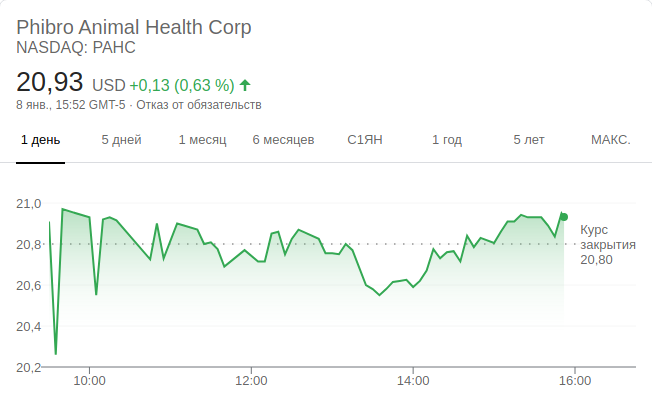 Phibro Animal Health Corp
NASDAQ: PAHC
20,93 USD +0,13 (0,63 %)
8 янв., 15:52 GMT-5 · Отказ от обязательств
1 день 5 дней 1 месяц 6 месяцев С1ЯН 1 год 5 лет МАКС.
21,0
20,8
20,6
20,4
20,2
Курс
закрытия
20,80
10:00 12:00 14:00 16:00